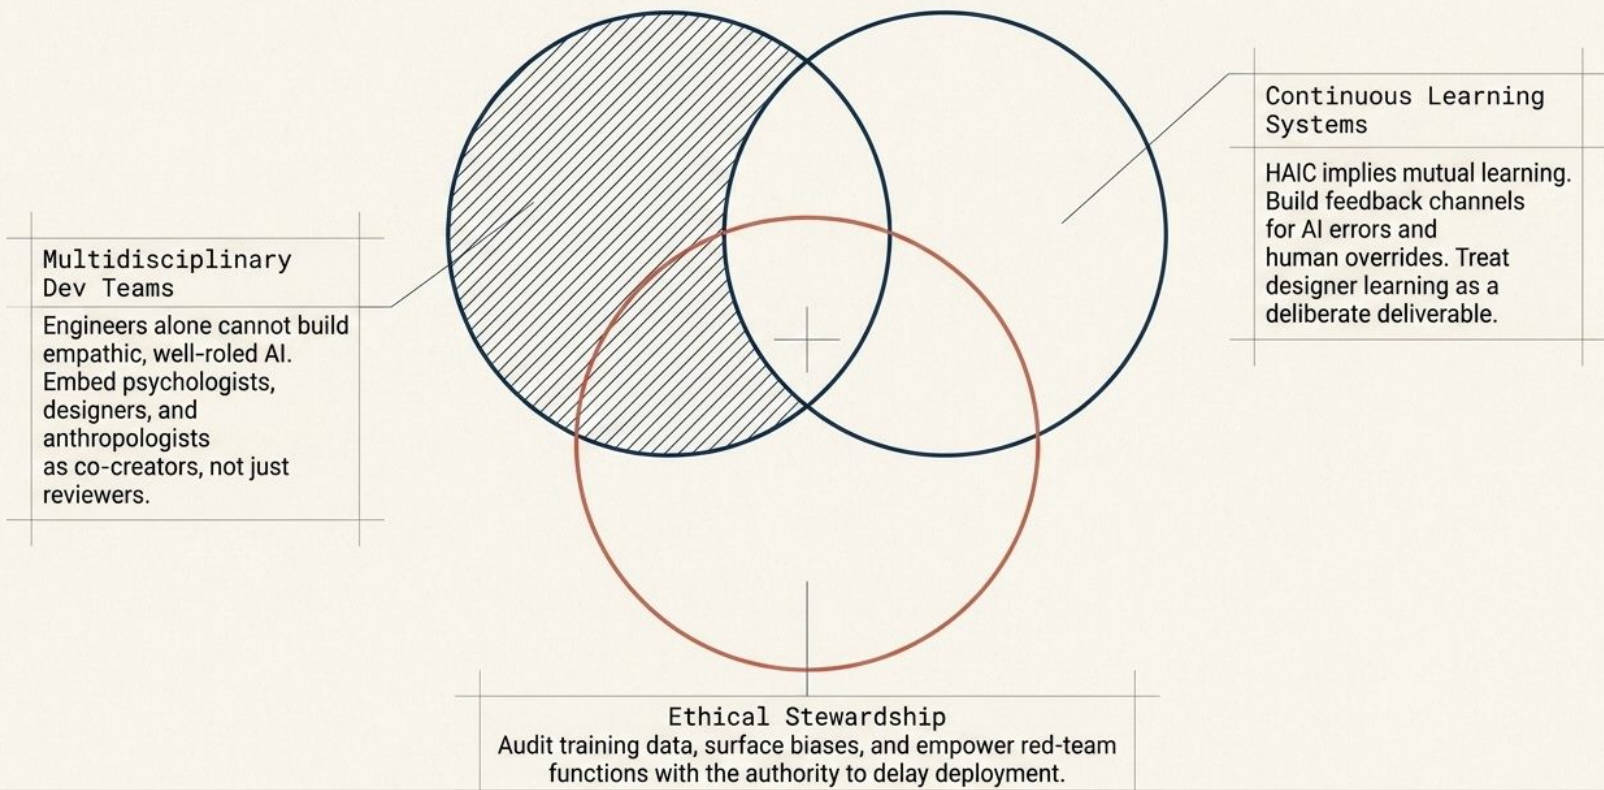 Multidisciplinary
Dev Teams
Engineers alone cannot build
empathic, well-roled AI.
Embed psychologists,
designers, and
anthropologists
as co-creators, not just
reviewers.
Continuous Learning
Systems
HAIC implies mutual learning.
Build feedback channels
for AI errors and
human overrides. Treat
designer learning as a
deliberate deliverable.
Ethical Stewardship
Audit training data, surface biases, and empower red-team
functions with the authority to delay deployment.